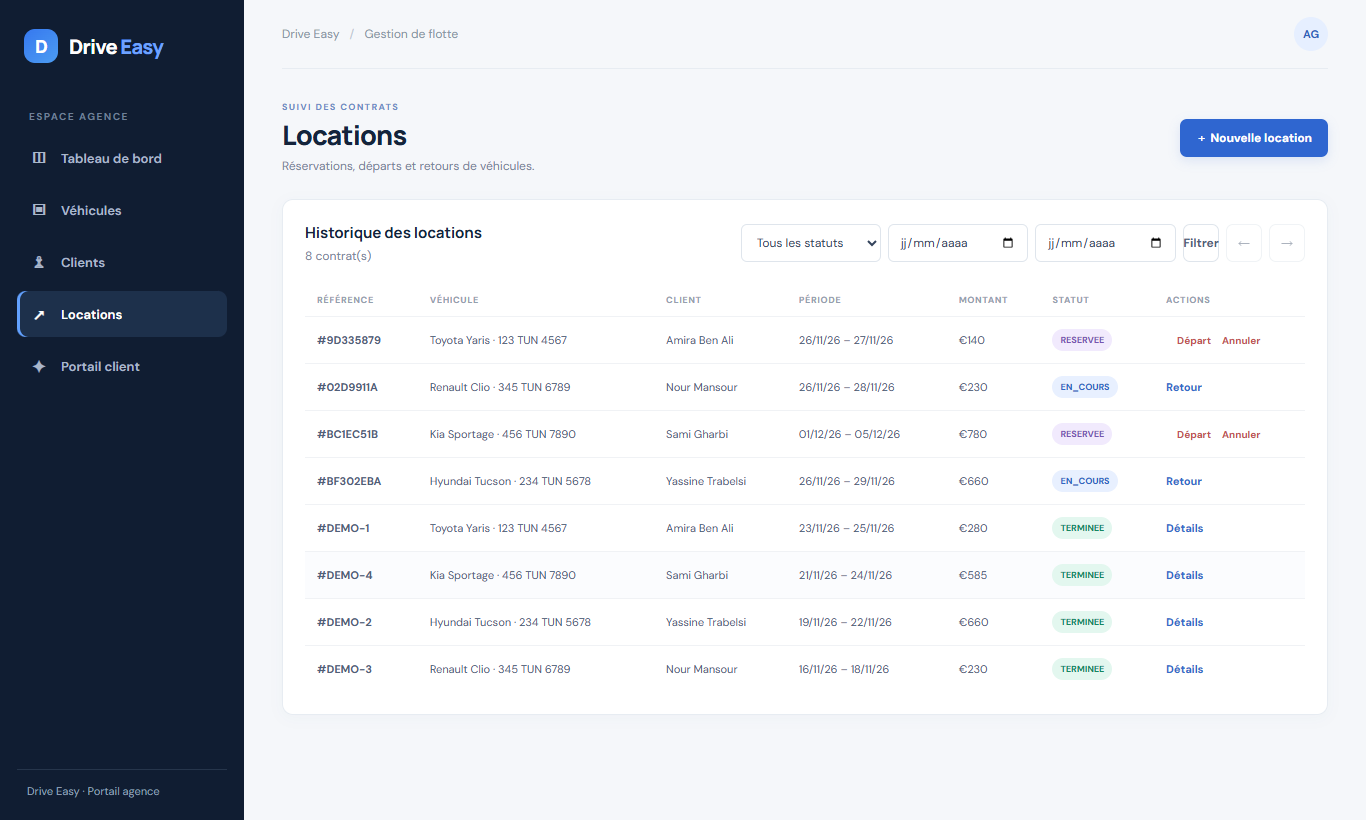 D Drive Easy
ESPACE AGENCE
Tableau de bord
Véhicules
Clients
Locations
Portail client
Drive Easy · Portail agence
Drive Easy / Gestion de flotte
AG
SUIVI DES CONTRATS
Locations
Réservations, départs et retours de véhicules.
+ Nouvelle location
Historique des locations
8 contrat(s)
Tous les statuts jj/mm/aaaa jj/mm/aaaa Filtrer ← →
RÉFÉRENCE VÉHICULE CLIENT PÉRIODE MONTANT STATUT ACTIONS
#9D335879 Toyota Yaris · 123 TUN 4567 Amira Ben Ali 26/11/26 – 27/11/26 €140 RESERVEE Départ Annuler
#02D9911A Renault Clio · 345 TUN 6789 Nour Mansour 26/11/26 – 28/11/26 €230 EN_COURS Retour
#BC1EC51B Kia Sportage · 456 TUN 7890 Sami Gharbi 01/12/26 – 05/12/26 €780 RESERVEE Départ Annuler
#BF302EBA Hyundai Tucson · 234 TUN 5678 Yassine Trabelsi 26/11/26 – 29/11/26 €660 EN_COURS Retour
#DEMO-1 Toyota Yaris · 123 TUN 4567 Amira Ben Ali 23/11/26 – 25/11/26 €280 TERMINEE Détails
#DEMO-4 Kia Sportage · 456 TUN 7890 Sami Gharbi 21/11/26 – 24/11/26 €585 TERMINEE Détails
#DEMO-2 Hyundai Tucson · 234 TUN 5678 Yassine Trabelsi 19/11/26 – 22/11/26 €660 TERMINEE Détails
#DEMO-3 Renault Clio · 345 TUN 6789 Nour Mansour 16/11/26 – 18/11/26 €230 TERMINEE Détails